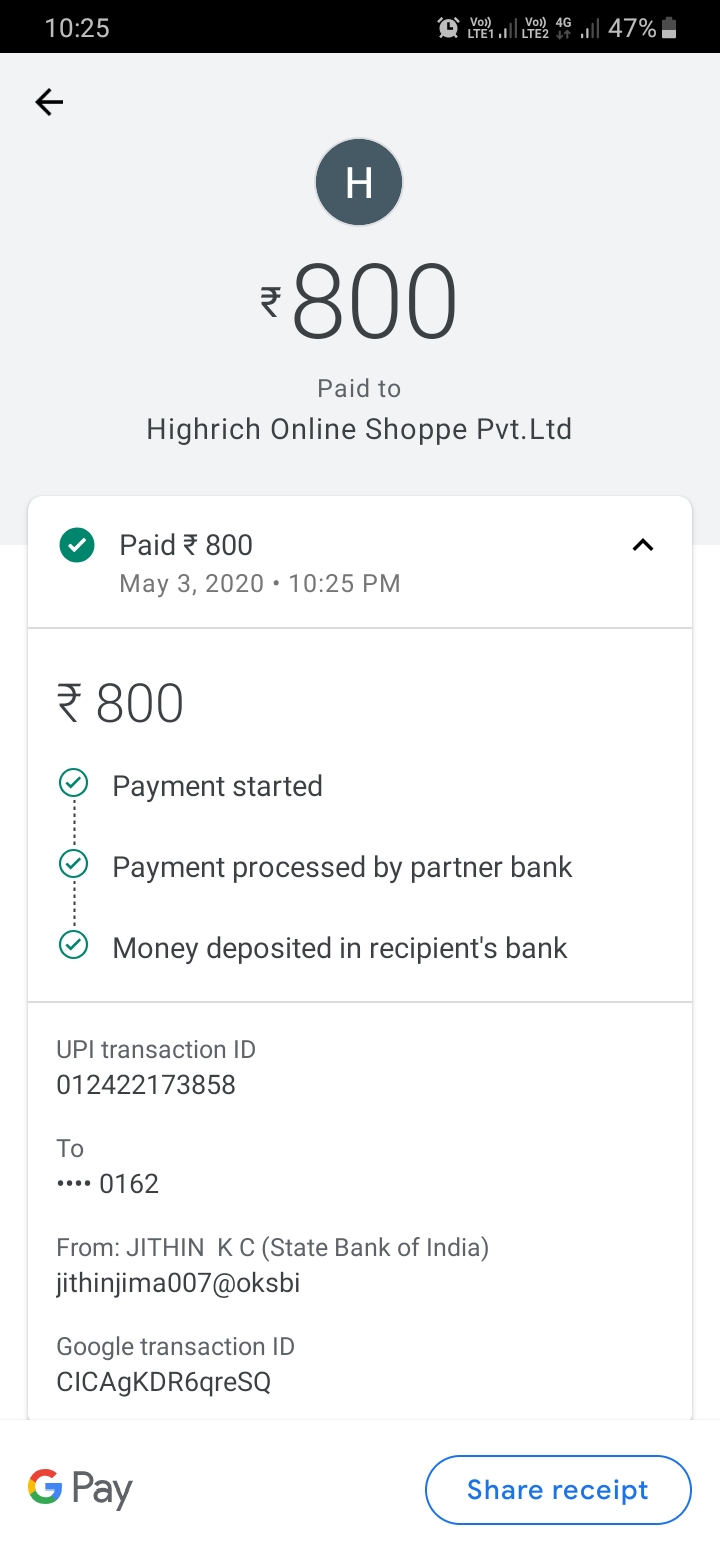 10:25
Vo)) LTE1 Vo)) LTE2 4G 47%
H
₹800
Paid to
Highrich Online Shoppe Pvt.Ltd
Paid ₹ 800
May 3, 2020 • 10:25 PM
₹ 800
Payment started
Payment processed by partner bank
Money deposited in recipient's bank
UPI transaction ID
012422173858
To
•••• 0162
From: JITHIN  K C (State Bank of India)
jithinjima007@oksbi
Google transaction ID
CICAgKDR6qreSQ
G Pay
Share receipt